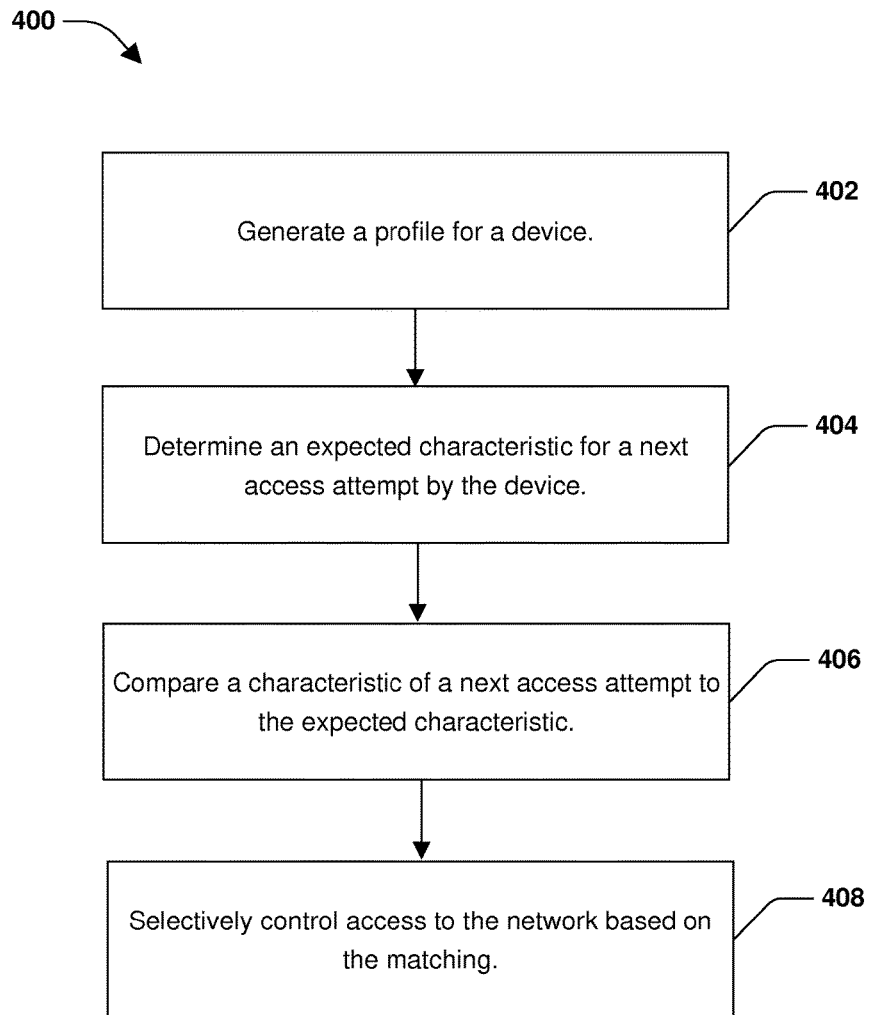 400
Generate a profile for a device.
402
Determine an expected characteristic for a next
access attempt by the device.
404
Compare a characteristic of a next access attempt to
the expected characteristic.
406
Selectively control access to the network based on
the matching.
408